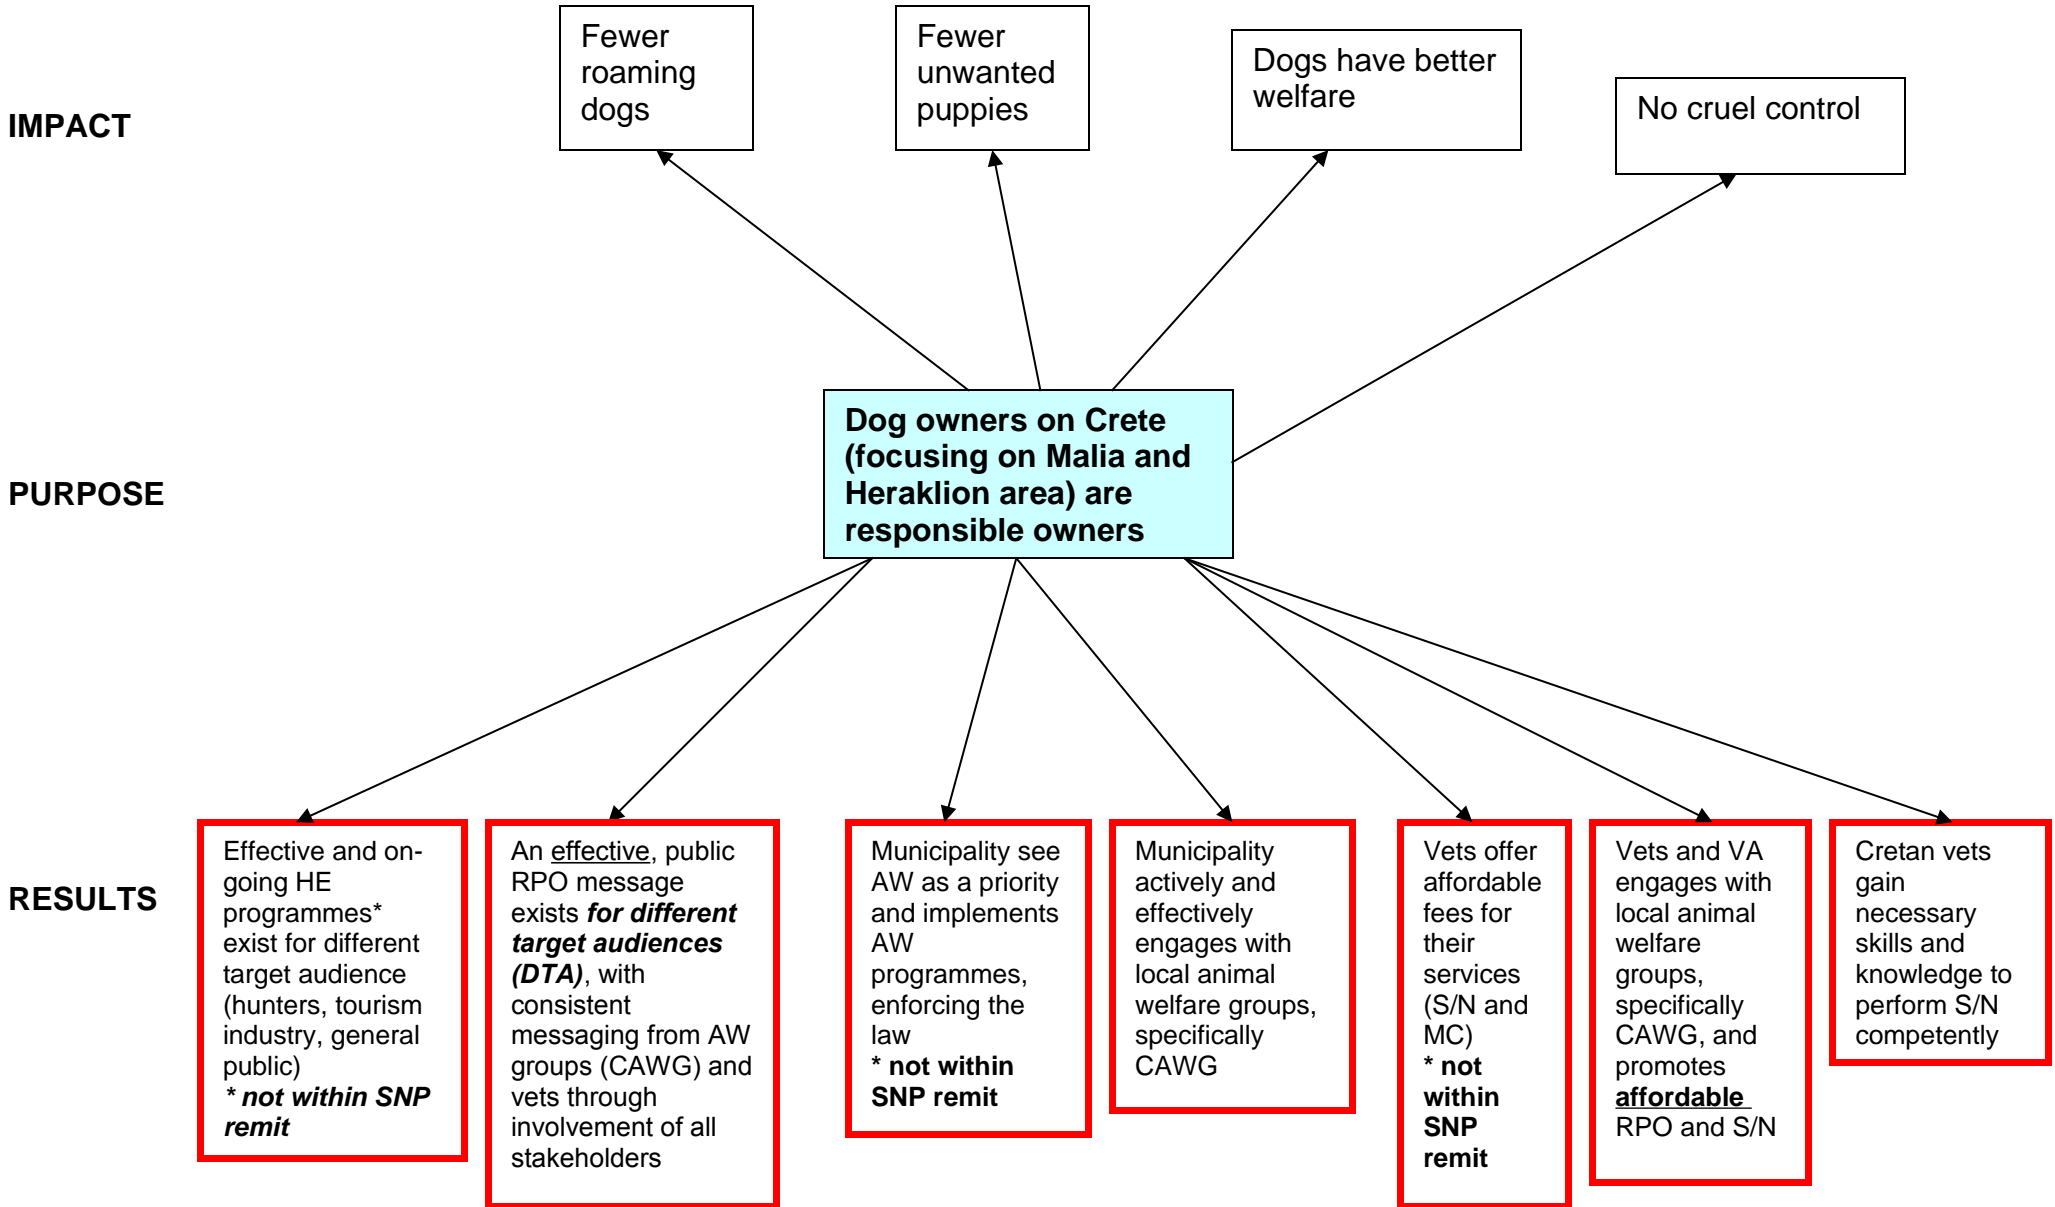 IMPACT
Fewer
roaming
dogs
Fewer
unwanted
puppies
Dogs have better
welfare
No cruel control
PURPOSE
Dog owners on Crete
(focusing on Malia and
Heraklion area) are
responsible owners
RESULTS
Effective and on-
going HE
programmes*
exist for different
target audience
(hunters, tourism
industry, general
public)
* not within SNP
remit
An effective, public
RPO message
exists for different
target audiences
(DTA), with
consistent
messaging from AW
groups (CAWG) and
vets through
involvement of all
stakeholders
Municipality see
AW as a priority
and implements
AW
programmes,
enforcing the
law
* not within
SNP remit
Municipality
actively and
effectively
engages with
local animal
welfare groups,
specifically
CAWG
Vets offer
affordable
fees for
their
services
(S/N and
MC)
* not
within
SNP
remit
Vets and VA
engages with
local animal
welfare
groups,
specifically
CAWG, and
promotes
affordable
RPO and S/N
Cretan vets
gain
necessary
skills and
knowledge to
perform S/N
competently